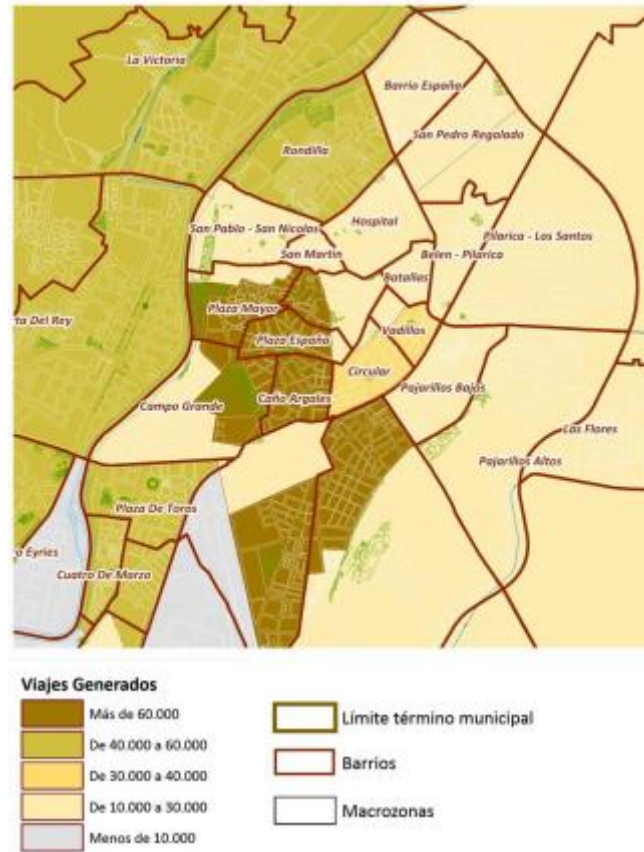 La Victoria
Barrio España
San Pedro Regalado
Rondilla
San Pablo - San Nicolas
Hospital
San Martin
Pilarica - Los Santos
Belen - Pilarica
Batallas
rta Del Rey
Plaza Mayor
Vadillos
Plaza España
Circular
Pajarillos Bajos
Campo Grande
Caño Argales
Las Flores
Pajarillos Altos
Plaza De Toros
ro Eyries
Cuatro De Marzo
Viajes Generados
Más de 60.000
De 40.000 a 60.000
De 30.000 a 40.000
De 10.000 a 30.000
Menos de 10.000
Límite término municipal
Barrios
Macrozonas